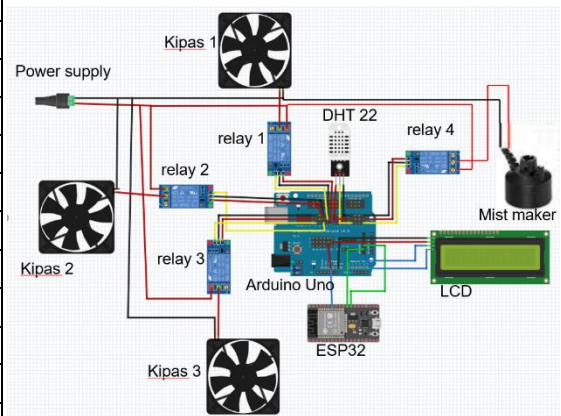 Kipas 1
Power supply
DHT 22
relay 1
relay 4
relay 2
Mist maker
Kipas 2
relay 3
Arduino Uno
LCD
ESP32
Kipas 3